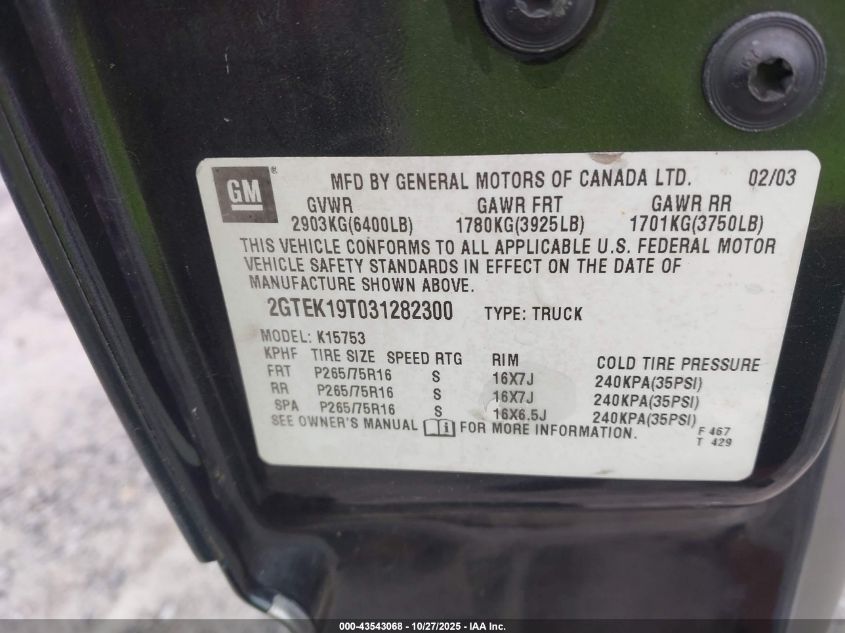 GM ®
MFD BY GENERAL MOTORS OF CANADA LTD. 02/03
GVWR GAWR FRT GAWR RR
2903KG(6400LB) 1780KG(3925LB) 1701KG(3750LB)
THIS VEHICLE CONFORMS TO ALL APPLICABLE U.S. FEDERAL MOTOR
VEHICLE SAFETY STANDARDS IN EFFECT ON THE DATE OF
MANUFACTURE SHOWN ABOVE.
2GTEK19T031282300 TYPE: TRUCK
MODEL: K15753
KPHF TIRE SIZE SPEED RTG RIM COLD TIRE PRESSURE
FRT P265/75R16 S 16X7J 240KPA(35PSI)
RR P265/75R16 S 16X7J 240KPA(35PSI)
SPA P265/75R16 S 16X6.5J 240KPA(35PSI)
SEE OWNER'S MANUAL i FOR MORE INFORMATION. F 467
T 429
000-43543068 - 10/27/2025 - IAA Inc.